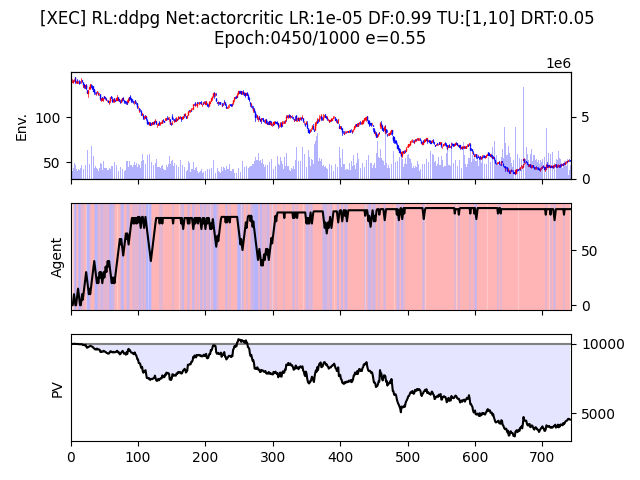 [XEC] RL:ddpg Net:actorcritic LR:1e-05 DF:0.99 TU:[1,10] DRT:0.05
Epoch:0450/1000 e=0.55
1e6
Env.
100
50
5
0
Agent
50
0
PV
10000
5000
0 100 200 300 400 500 600 700